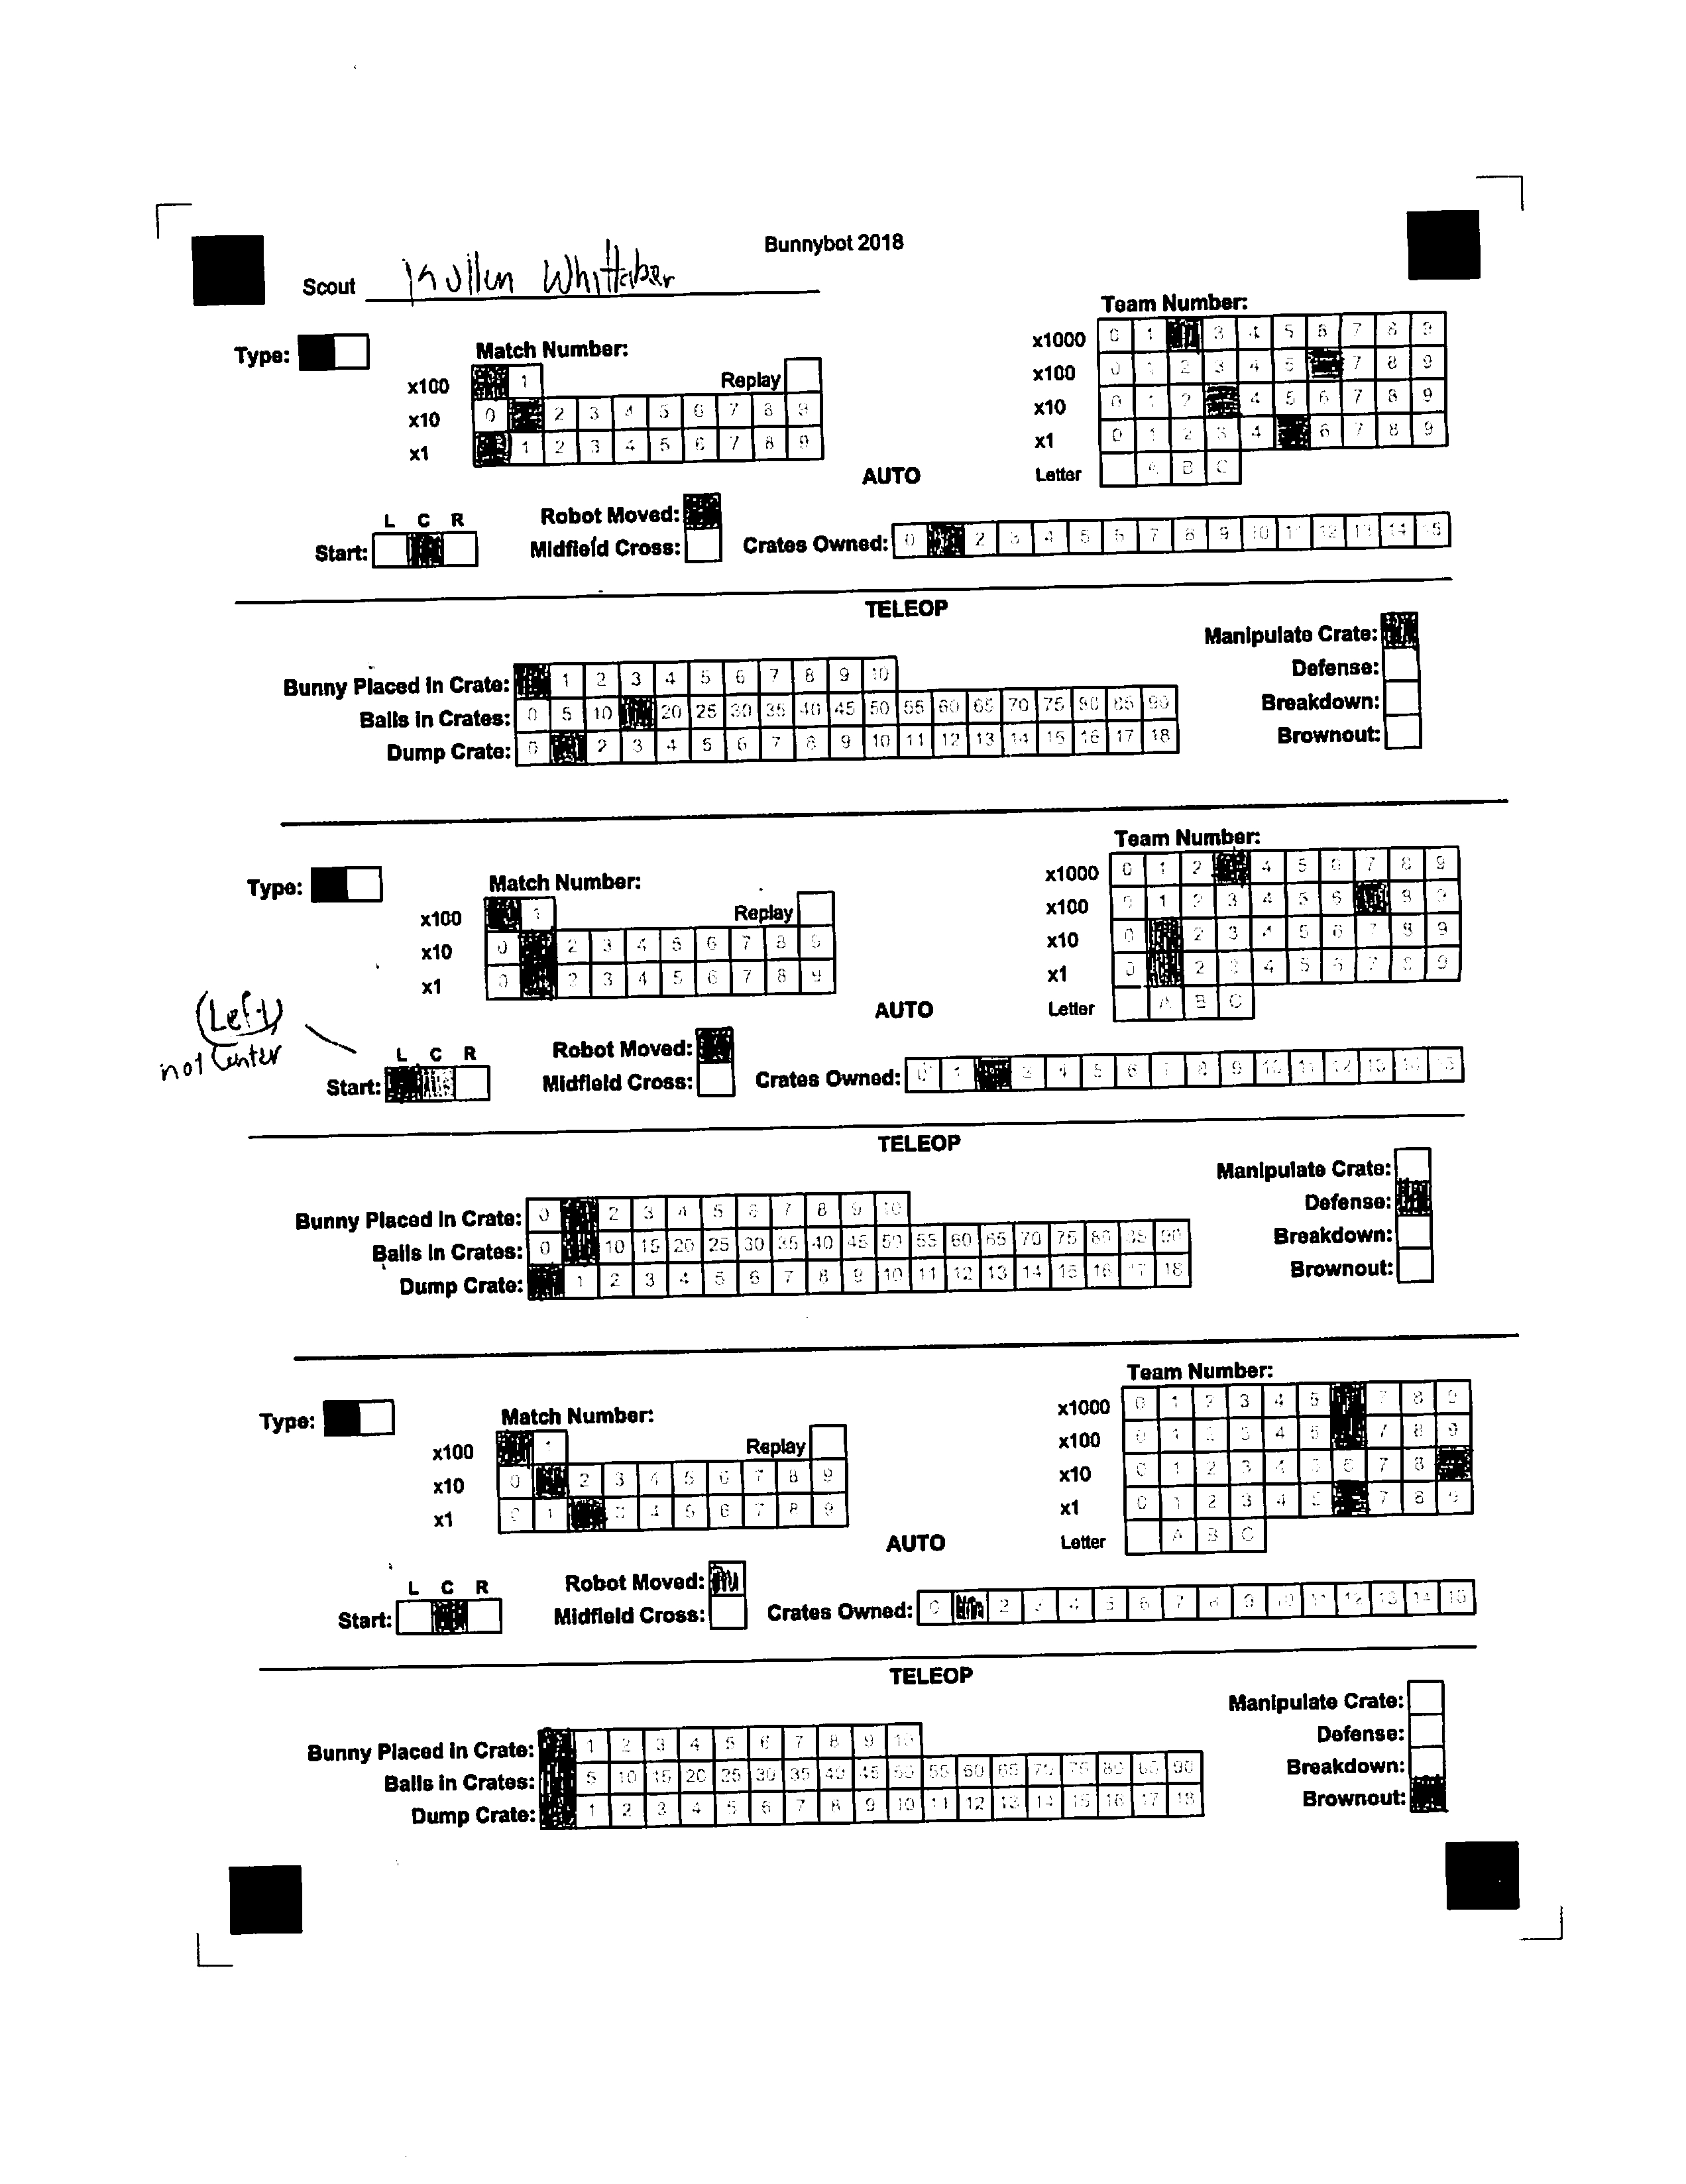 Bunnybot 2018
Scout Whittaker
Team Number:
Type:
Match Number:
x1000 0 1 3 4 5 6 7 8 9
x100 0 1 2 3 4 5 7 8 9
x10 0 1 2 4 5 6 7 8 9
x1 0 1 2 3 4 6 7 8 9
Letter A B C
x100 1 Replay
x10 0 2 3 4 5 6 7 8 9
x1 1 2 3 4 5 6 7 8 9
AUTO
L C R
Start:
Robot Moved:
Midfield Cross:
Crates Owned: 0 2 3 4 5 6 7 8 9 10 11 12 13 14 15
TELEOP
Bunny Placed in Crate: 1 2 3 4 5 6 7 8 9 10
Balls in Crates: 0 5 10 20 25 30 35 40 45 50 55 60 65 70 75 80 85 90
Dump Crate: 0 2 3 4 5 6 7 8 9 10 11 12 13 14 15 16 17 18
Manipulate Crate:
Defense:
Breakdown:
Brownout:
Team Number:
Type:
Match Number:
x1000 0 1 2 4 5 6 7 8 9
x100 0 1 2 3 4 5 6 8 9
x10 0 2 3 4 5 6 7 8 9
x1 0 2 3 4 5 6 7 8 9
Letter A B C
x100 1 Replay
x10 0 2 3 4 5 6 7 8 9
x1 0 2 3 4 5 6 7 8 9
AUTO
(Left)
not Center
L C R
Start:
Robot Moved:
Midfield Cross:
Crates Owned: 0 1 3 4 5 6 7 8 9 10 11 12 13 14 15
TELEOP
Bunny Placed in Crate: 0 2 3 4 5 6 7 8 9 10
Balls in Crates: 0 10 15 20 25 30 35 40 45 50 55 60 65 70 75 80 85 90
Dump Crate: 1 2 3 4 5 6 7 8 9 10 11 12 13 14 15 16 17 18
Manipulate Crate:
Defense:
Breakdown:
Brownout:
Team Number:
Type:
Match Number:
x1000 0 1 2 3 4 5 7 8 9
x100 0 1 2 3 4 5 7 8 9
x10 0 1 2 3 4 5 6 7 8
x1 0 1 2 3 4 5 7 8 9
Letter A B C
x100 1 Replay
x10 0 2 3 4 5 6 7 8 9
x1 0 1 3 4 5 6 7 8 9
AUTO
L C R
Start:
Robot Moved:
Midfield Cross:
Crates Owned: 0 2 3 4 5 6 7 8 9 10 11 12 13 14 15
TELEOP
Bunny Placed in Crate: 1 2 3 4 5 6 7 8 9 10
Balls in Crates: 5 10 15 20 25 30 35 40 45 50 55 60 65 70 75 80 85 90
Dump Crate: 1 2 3 4 5 6 7 8 9 10 11 12 13 14 15 16 17 18
Manipulate Crate:
Defense:
Breakdown:
Brownout: